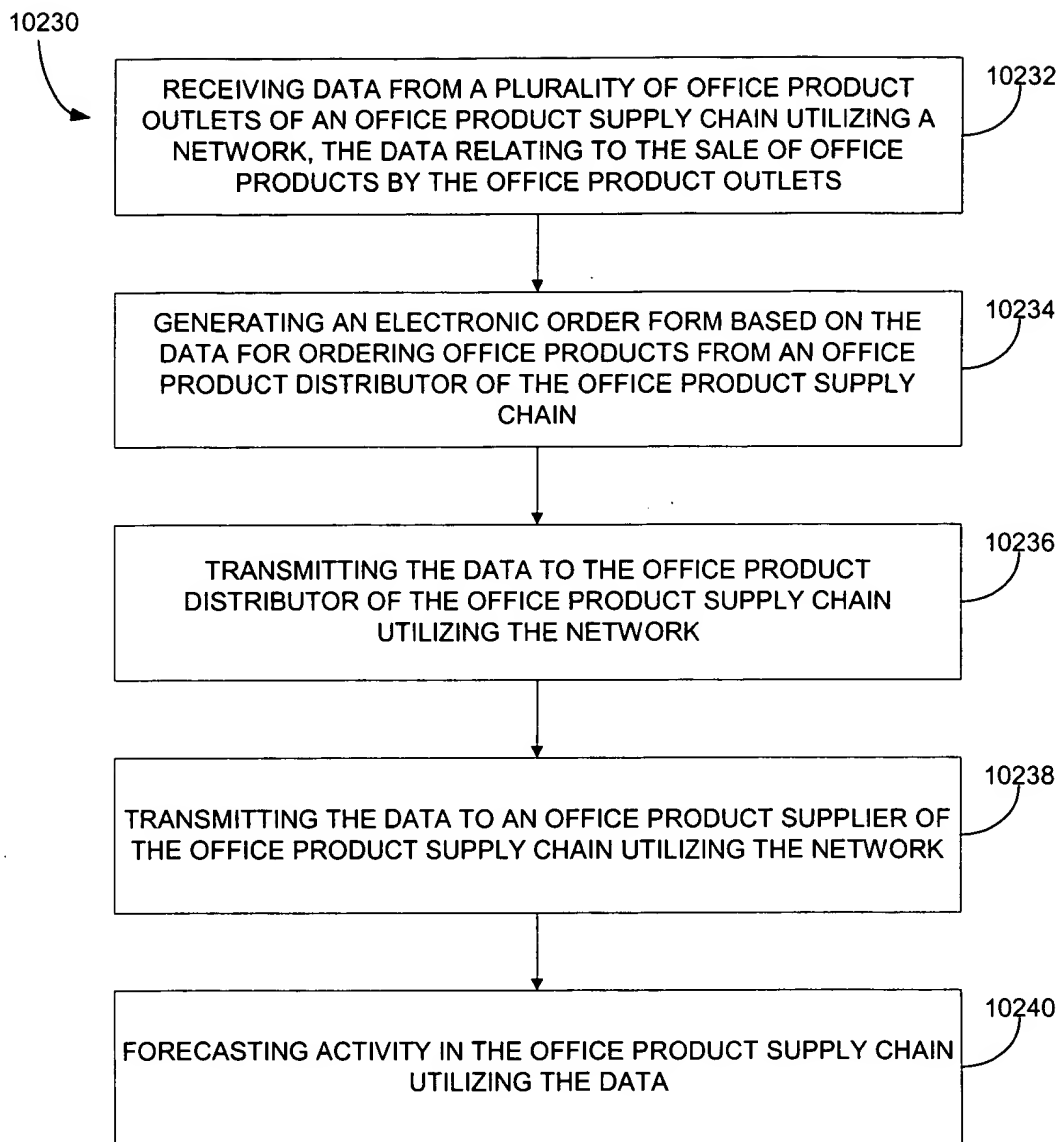 10230
10232
RECEIVING DATA FROM A PLURALITY OF OFFICE PRODUCT
OUTLETS OF AN OFFICE PRODUCT SUPPLY CHAIN UTILIZING A
NETWORK, THE DATA RELATING TO THE SALE OF OFFICE
PRODUCTS BY THE OFFICE PRODUCT OUTLETS
10234
GENERATING AN ELECTRONIC ORDER FORM BASED ON THE
DATA FOR ORDERING OFFICE PRODUCTS FROM AN OFFICE
PRODUCT DISTRIBUTOR OF THE OFFICE PRODUCT SUPPLY
CHAIN
10236
TRANSMITTING THE DATA TO THE OFFICE PRODUCT
DISTRIBUTOR OF THE OFFICE PRODUCT SUPPLY CHAIN
UTILIZING THE NETWORK
10238
TRANSMITTING THE DATA TO AN OFFICE PRODUCT SUPPLIER OF
THE OFFICE PRODUCT SUPPLY CHAIN UTILIZING THE NETWORK
10240
FORECASTING ACTIVITY IN THE OFFICE PRODUCT SUPPLY CHAIN
UTILIZING THE DATA